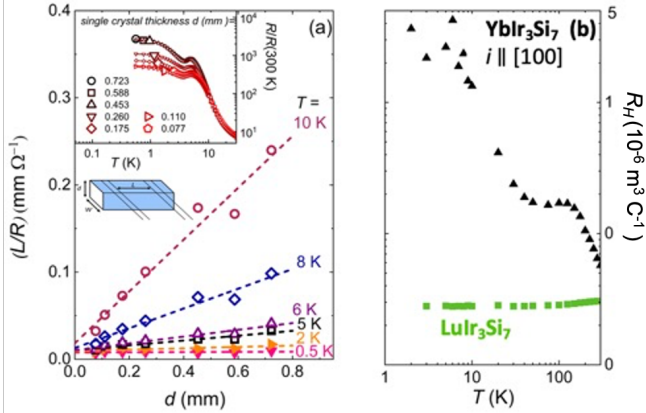 0.4
0.3
0.2
0.1
0.0
(L/R) (mm Ω⁻¹)
0.0 0.2 0.4 0.6 0.8
d (mm)
single crystal thickness d (mm )=
(a)
0.723
0.588
0.453
0.260
0.175
0.110
0.077
0.1 1 10
T (K)
10⁴
10³
10²
10¹
R/R(300 K)
T =
10 K
8 K
6 K
5 K
2 K
0.5 K
L
w
YbIr3Si7 (b)
i || [100]
LuIr3Si7
1 10 100
T (K)
5
1
0
0
R_H (10⁻⁶ m³ C⁻¹)